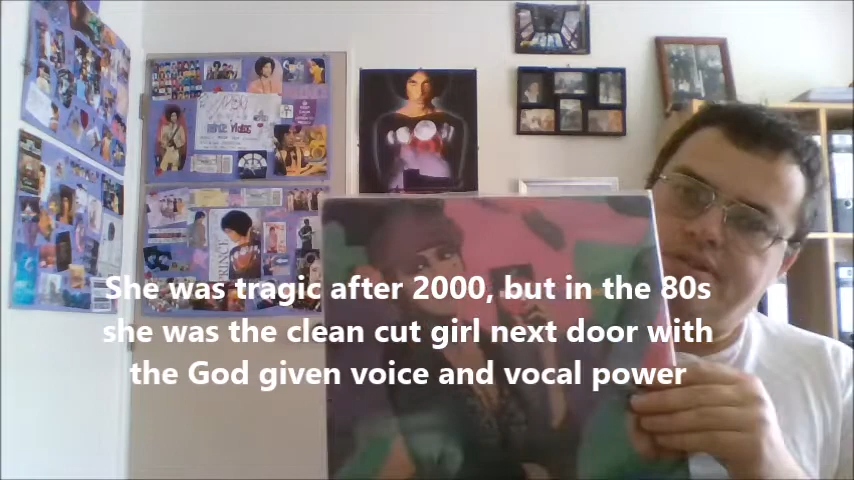 She was tragic after 2000, but in the 80s
she was the clean cut girl next door with
the God given voice and vocal power
PRINCE